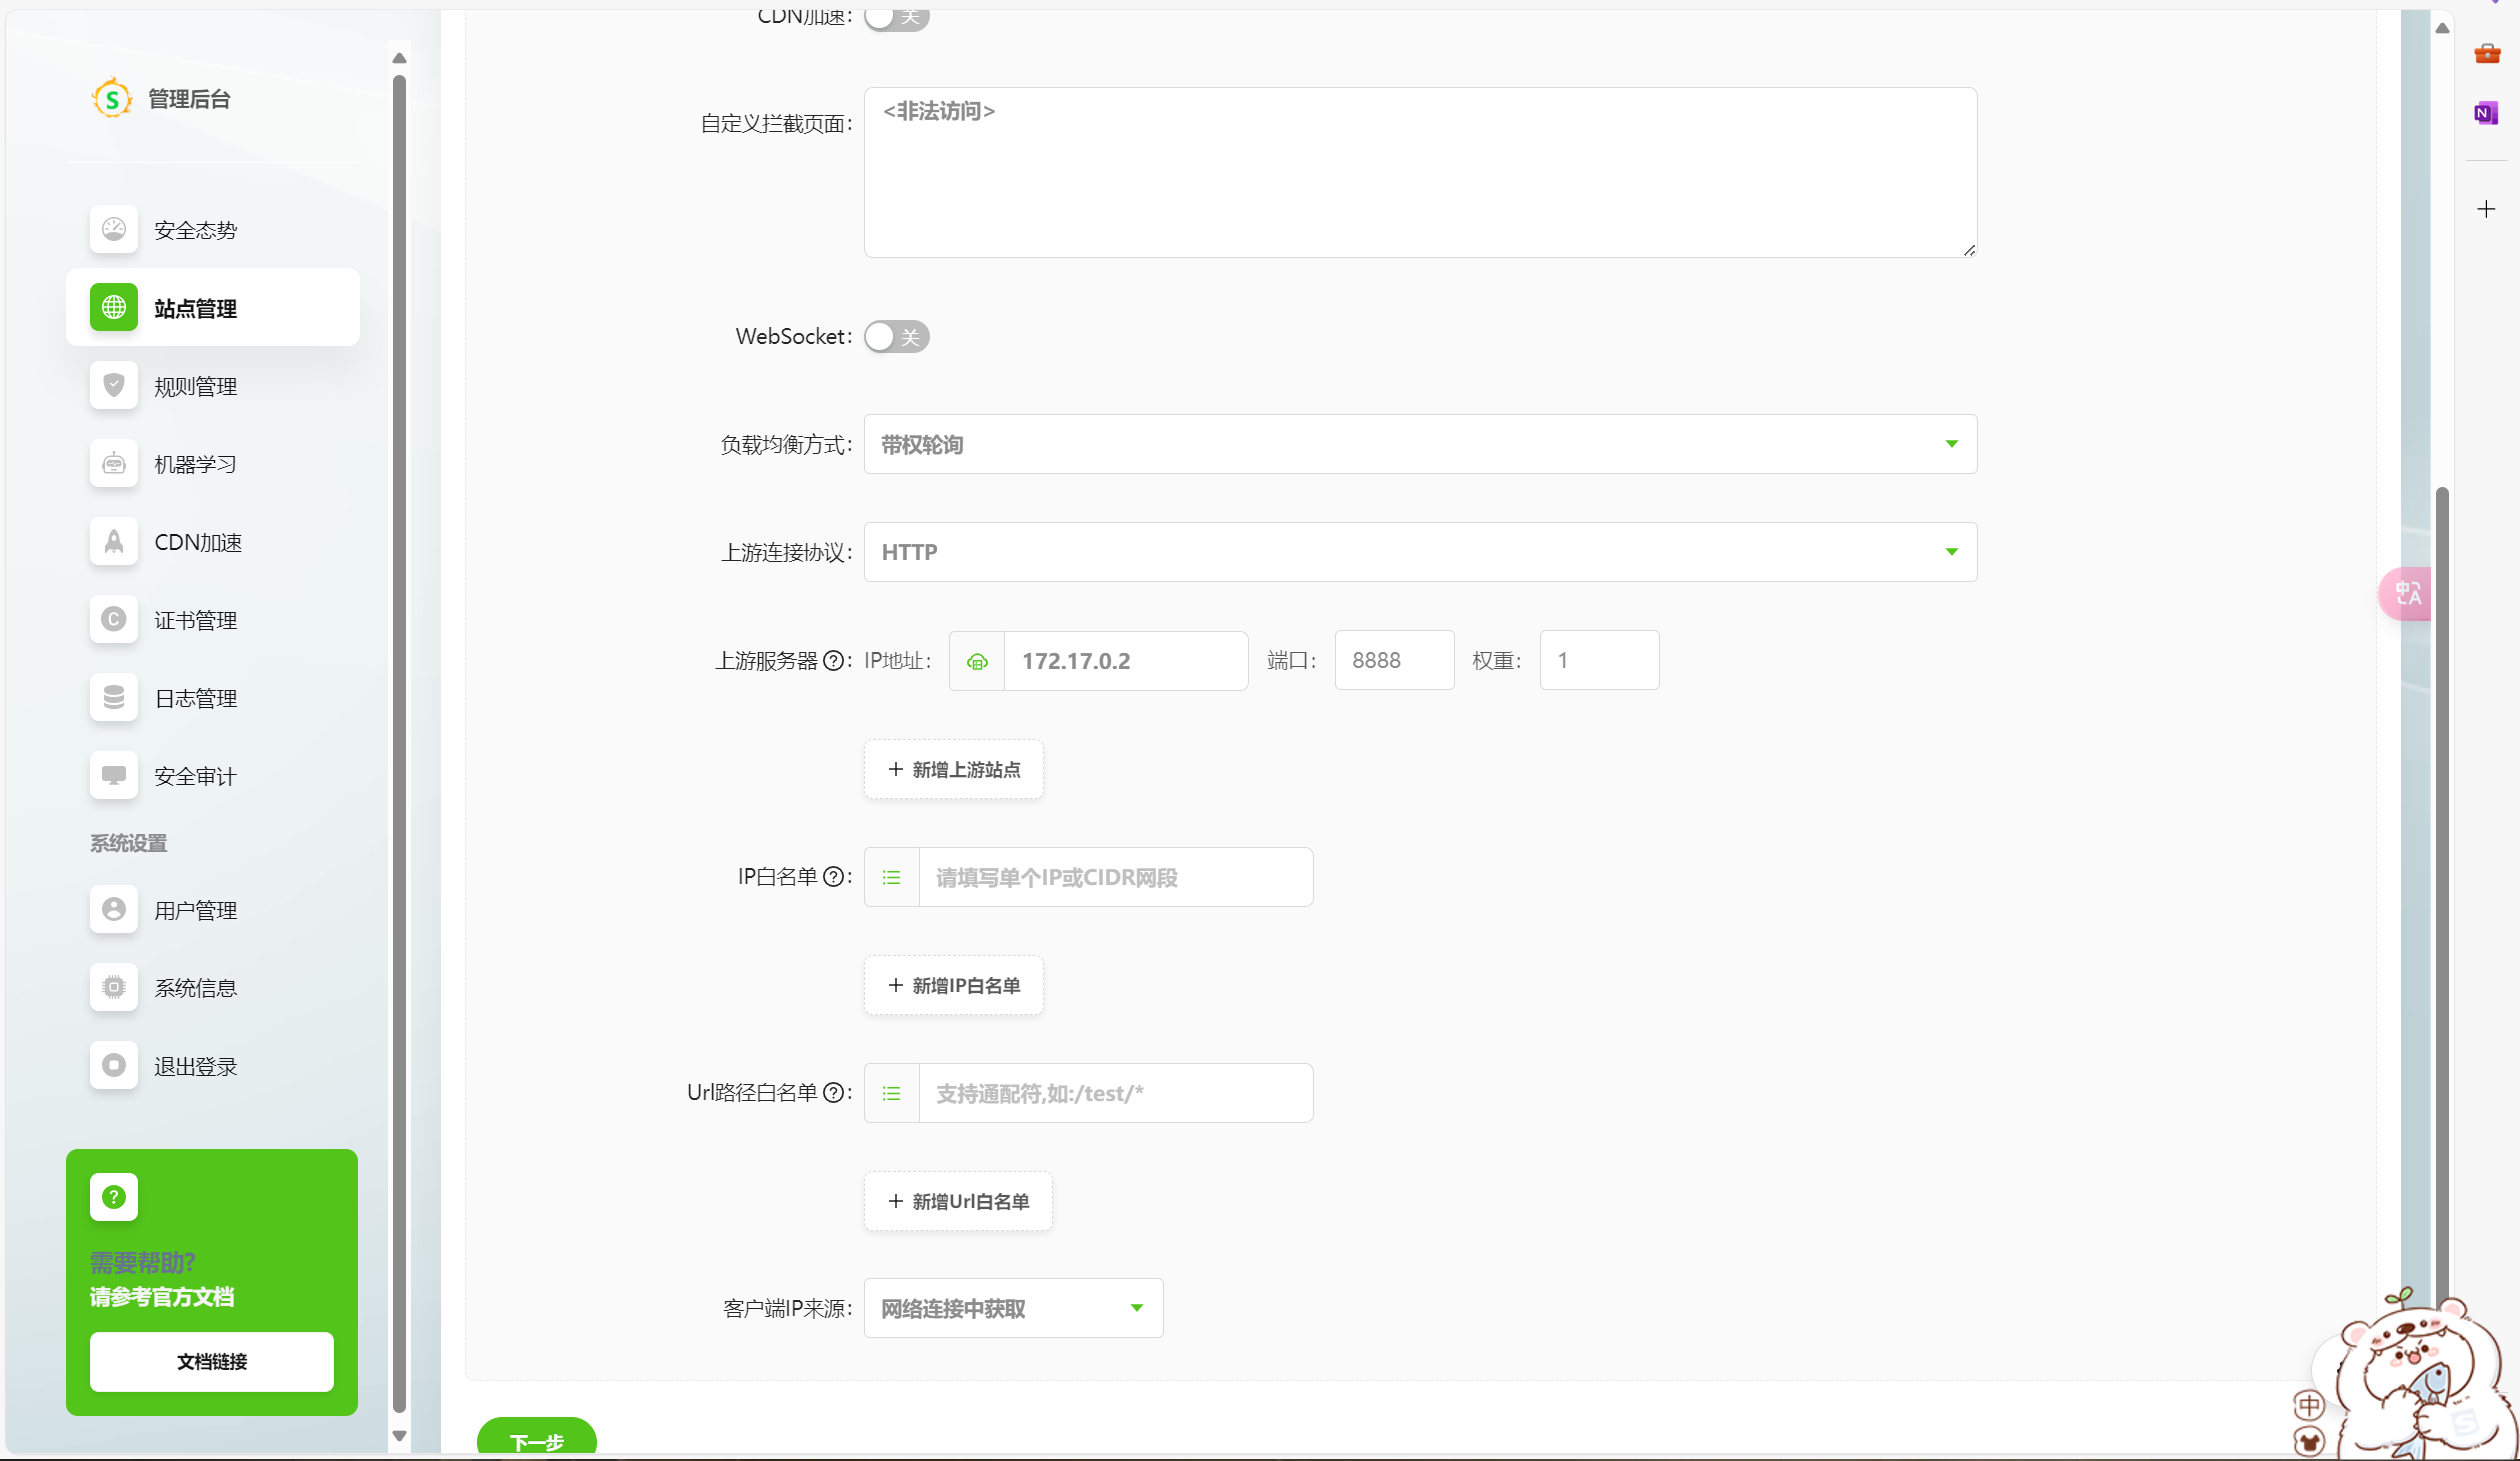 管理后台
安全态势
站点管理
规则管理
机器学习
CDN加速
证书管理
日志管理
安全审计
系统设置
用户管理
系统信息
退出登录
需要帮助?
请参考官方文档
文档链接
CDN加速: 关
自定义拦截页面: <非法访问>
WebSocket: 关
负载均衡方式: 带权轮询
上游连接协议: HTTP
上游服务器 ? : IP地址: 172.17.0.2 端口: 8888 权重: 1
+ 新增上游站点
IP白名单 ? : 请填写单个IP或CIDR网段
+ 新增IP白名单
Url路径白名单 ? : 支持通配符,如:/test/*
+ 新增Url白名单
客户端IP来源: 网络连接中获取
下一步
中